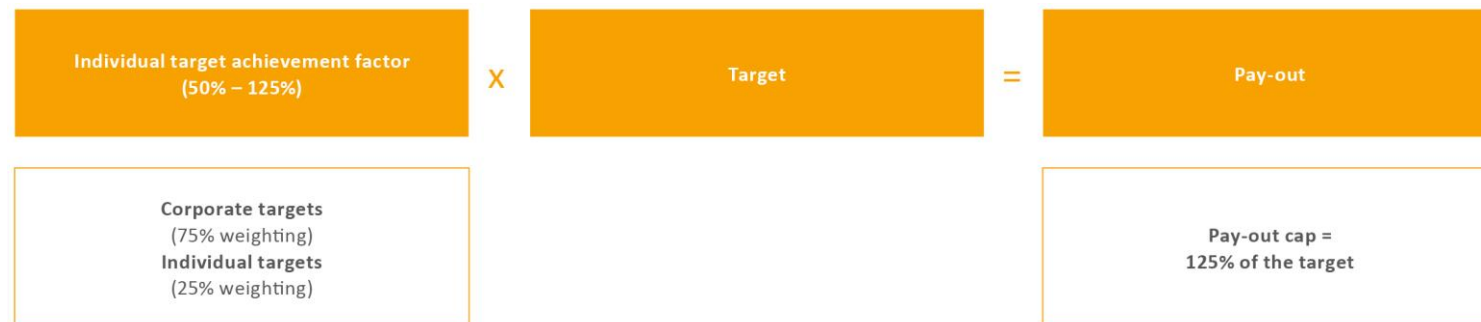 Individual target achievement factor
(50% – 125%)
x
Target
=
Pay-out
Corporate targets
(75% weighting)
Individual targets
(25% weighting)
Pay-out cap =
125% of the target